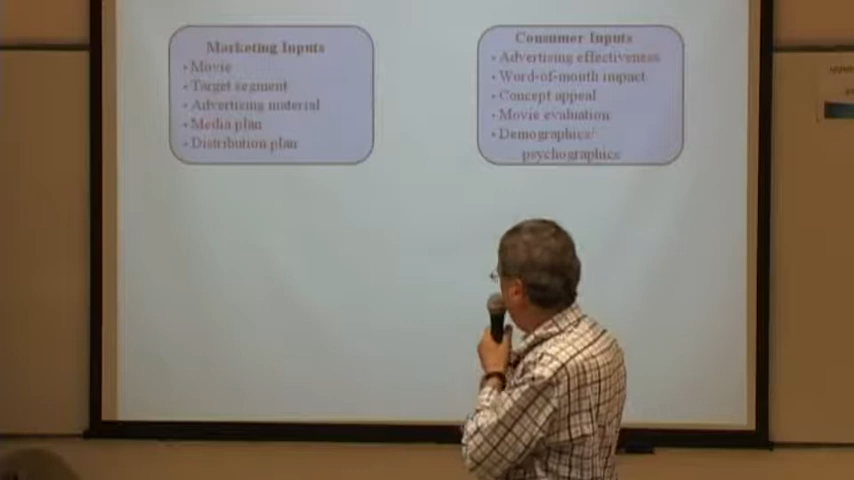 Marketing Inputs
• Movie
• Target segment
• Advertising material
• Media plan
• Distribution plan
Consumer Inputs
• Advertising effectiveness
• Word-of-mouth impact
• Concept appeal
• Movie evaluation
• Demographics/
psychographics